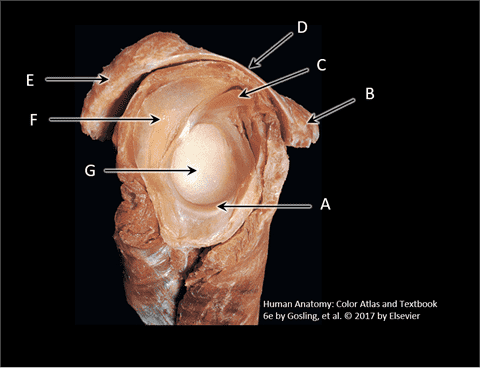 D
C
E
B
F
G
A
Human Anatomy: Color Atlas and Textbook
6e by Gosling, et al. © 2017 by Elsevier